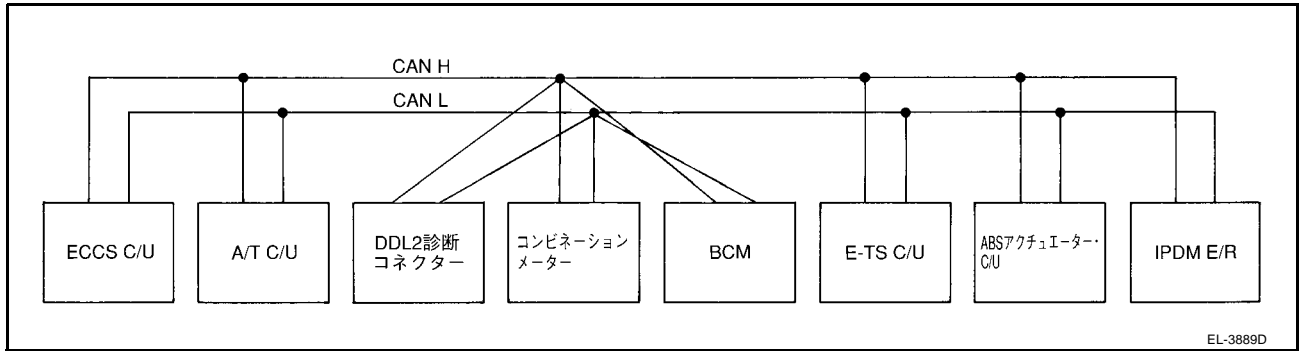 CAN H
CAN L
ECCS C/U
A/T C/U
DDL2診断
コネクター
コンビネーション
メーター
BCM
E-TS C/U
ABSアクチュエーター・
C/U
IPDM E/R
EL-3889D